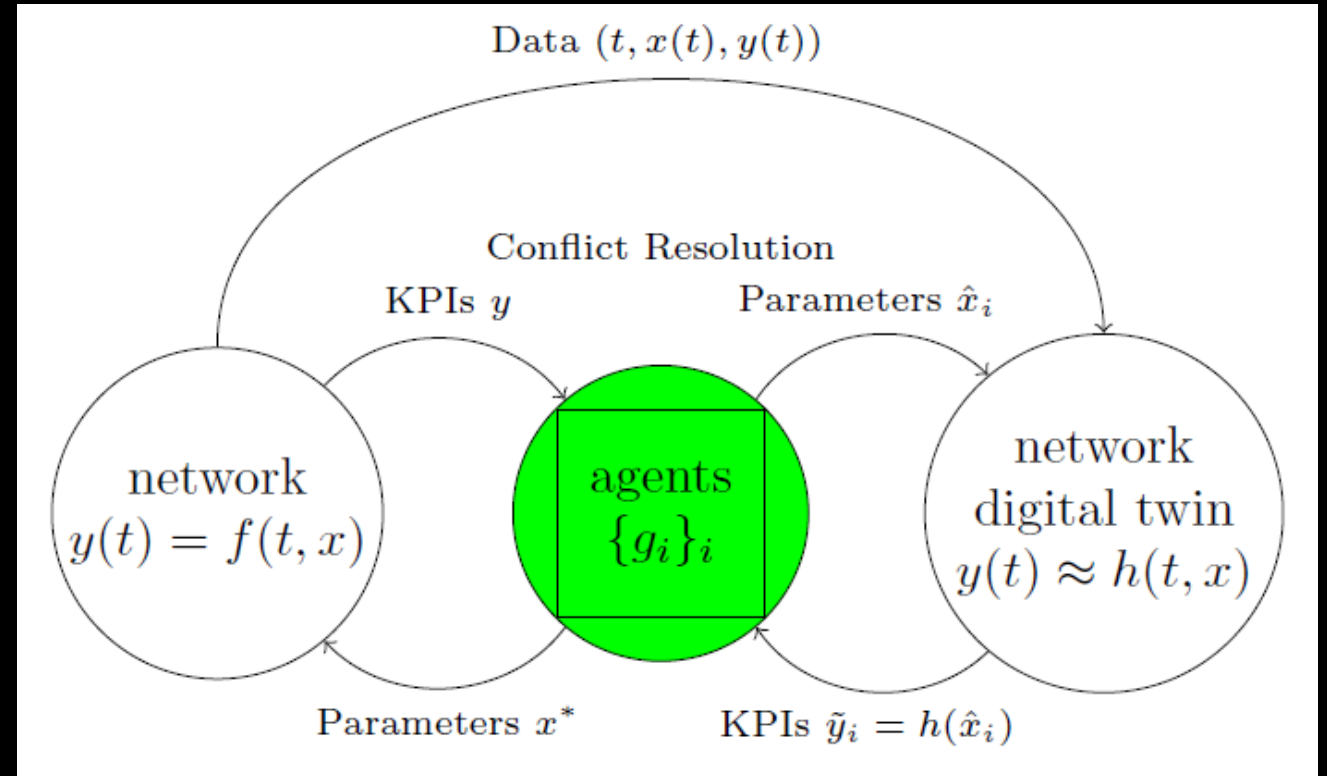 Data (t, x(t), y(t))
Conflict Resolution
KPIs y
Parameters x̂ᵢ
network
y(t) = f(t, x)
agents
{gᵢ}ᵢ
network
digital twin
y(t) ≈ h(t, x)
Parameters x*
KPIs ỹᵢ = h(x̂ᵢ)